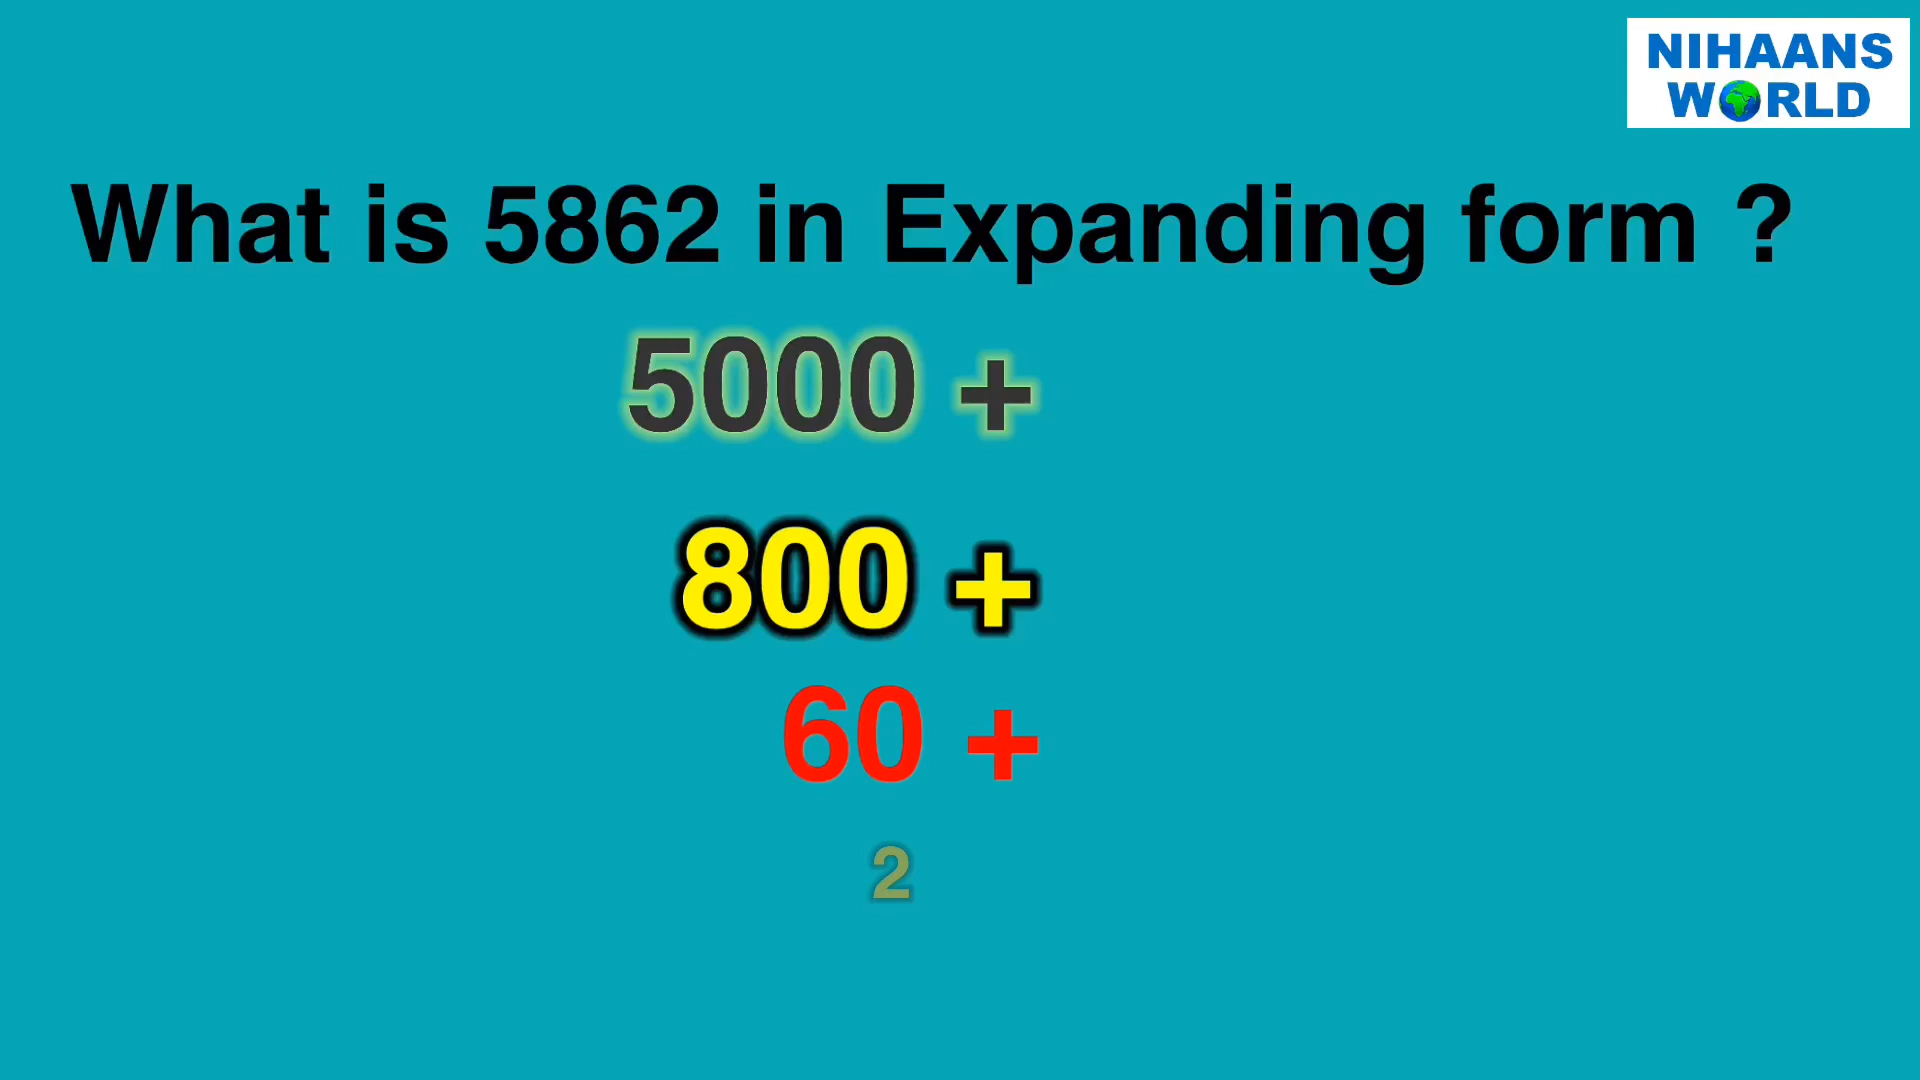 NIHAANS
WORLD
What is 5862 in Expanding form ?
5000 +
800 +
60 +
2